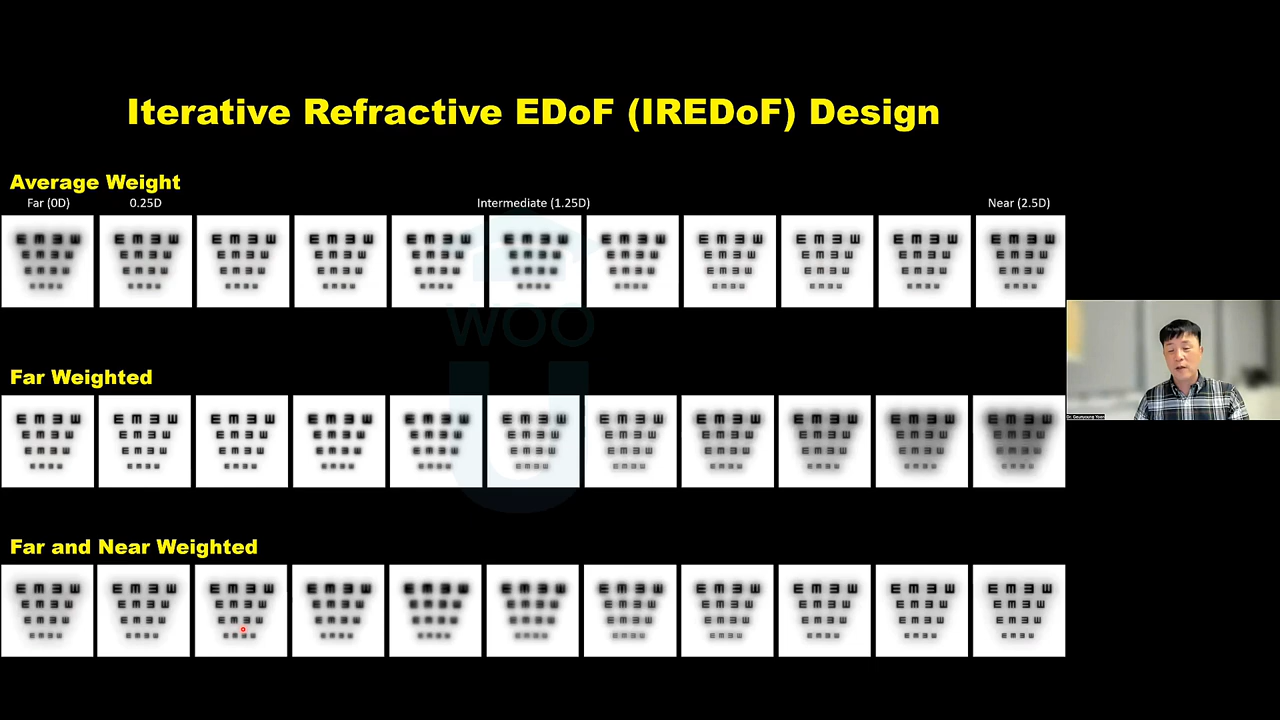 Iterative Refractive EDoF (IREDoF) Design
Average Weight
Far (0D) 0.25D Intermediate (1.25D) Near (2.5D)
E M Ǝ W
E M Ǝ W
E M Ǝ W
E M Ǝ W
WOO
U
Far Weighted
E M Ǝ W
E M Ǝ W
E M Ǝ W
E M Ǝ W
Far and Near Weighted
E M Ǝ W
E M Ǝ W
E M Ǝ W
E M Ǝ W